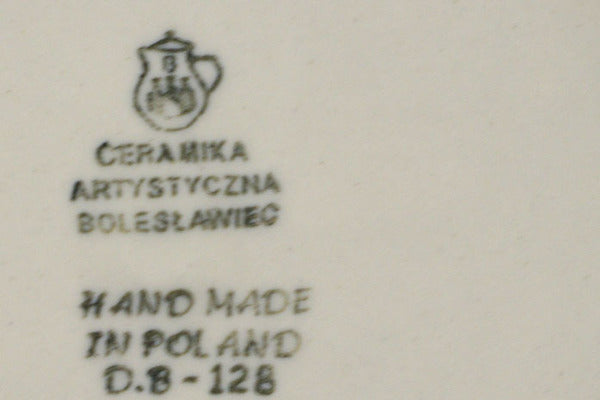 B
CERAMIKA
ARTYSTYCZNA
BOLESŁAWIEC
HAND MADE
IN POLAND
D.B - 128